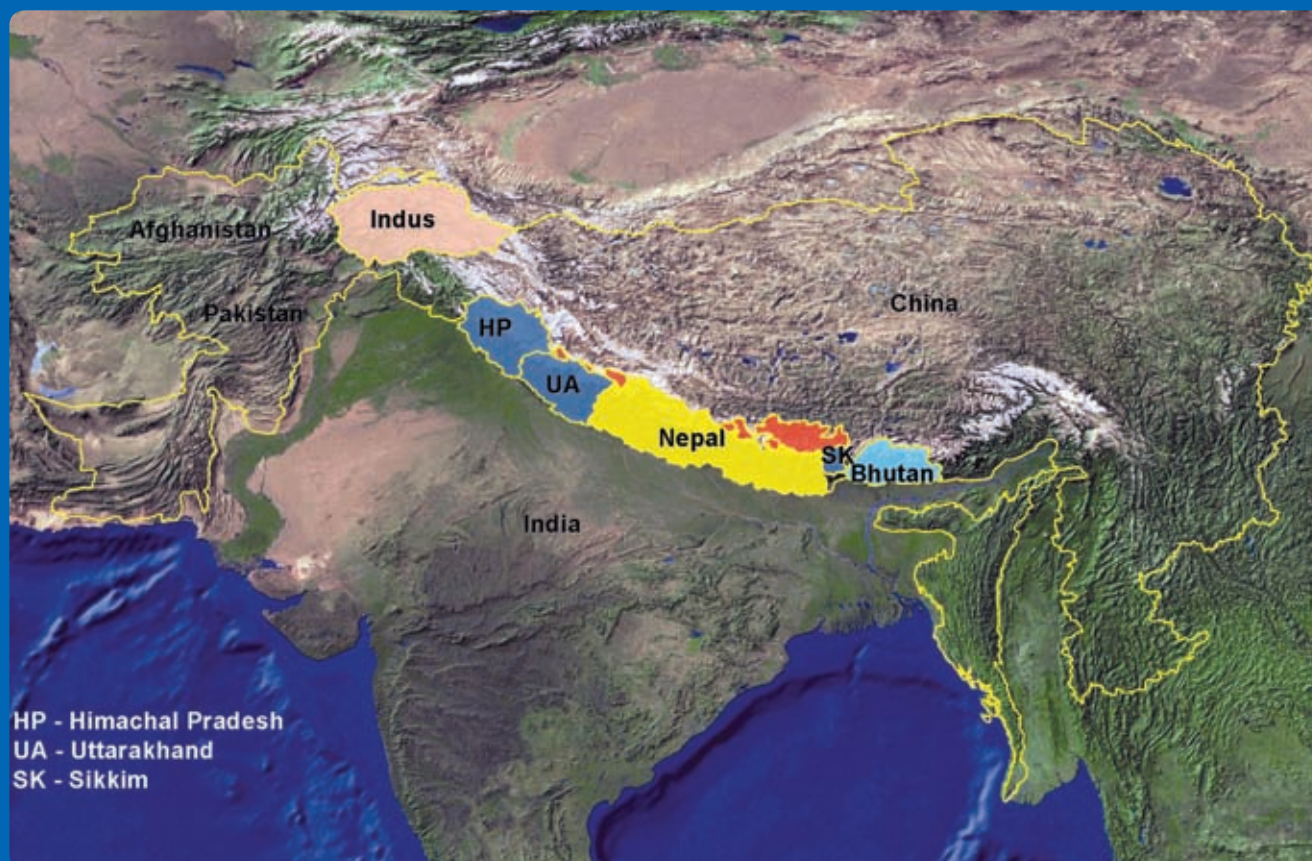 Indus
Afghanistan
Pakistan
China
HP
UA
Nepal
SK
Bhutan
India
HP - Himachal Pradesh
UA - Uttarakhand
SK - Sikkim